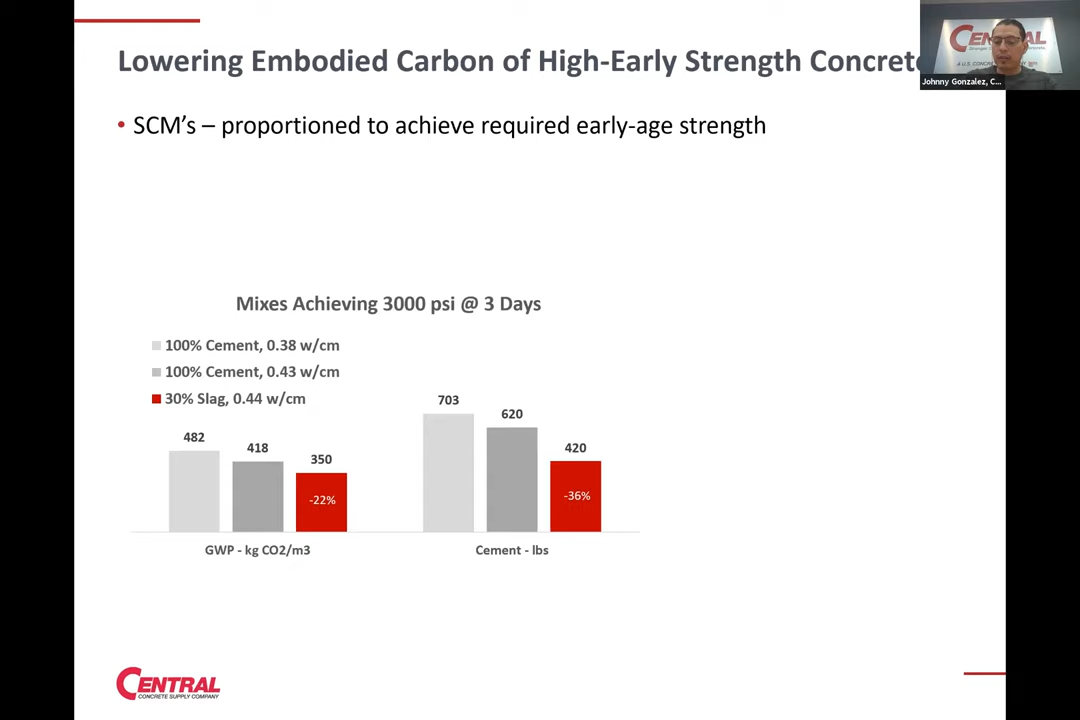 Lowering Embodied Carbon of High-Early Strength Concrete
• SCM's – proportioned to achieve required early-age strength
Mixes Achieving 3000 psi @ 3 Days
100% Cement, 0.38 w/cm
100% Cement, 0.43 w/cm
30% Slag, 0.44 w/cm
482
418
350
-22%
703
620
420
-36%
GWP - kg CO2/m3
Cement - lbs
CENTRAL
CONCRETE SUPPLY COMPANY
CENTRAL
A U.S. CONCRETE
Johnny Gonzalez, C...